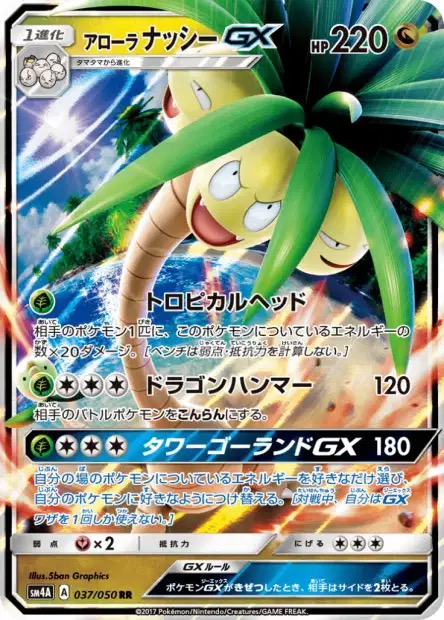 1進化
アローラ ナッシーGX
HP220
タマタマから進化
トロピカルヘッド
相手のポケモン1匹に、このポケモンについているエネルギーの
数×20ダメージ。[ベンチは弱点・抵抗力を計算しない。]
ドラゴンハンマー 120
相手のバトルポケモンをこんらんにする。
タワーゴーランドGX 180
自分の場のポケモンについているエネルギーを好きなだけ選び、
自分のポケモンに好きなようにつけ替える。[対戦中、自分はGX
ワザを1回しか使えない。]
弱点 ×2 抵抗力 にげる
GXルール
Illus.5ban Graphics
ポケモンGXがきぜつしたとき、相手はサイドを2枚とる。
SM4A A 037/050 RR
©2017 Pokémon/Nintendo/Creatures/GAME FREAK.